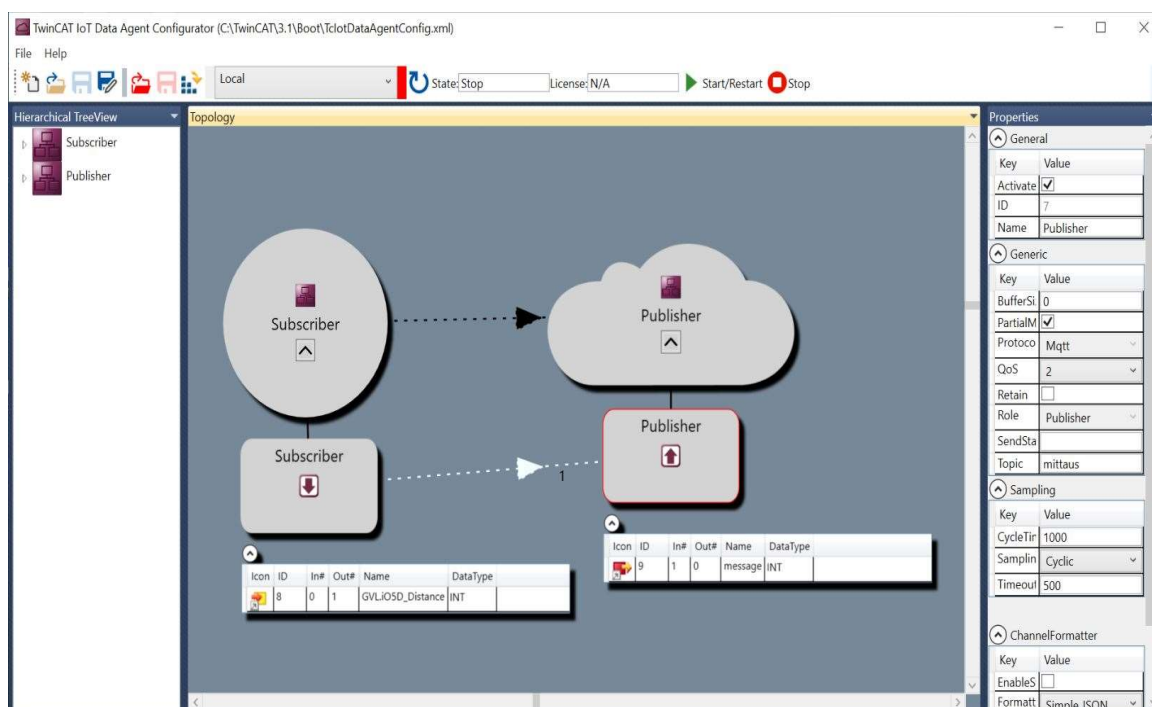 TwinCAT IoT Data Agent Configurator (C:\TwinCAT\3.1\Boot\TcIotDataAgentConfig.xml)
File Help
Local State: Stop License: N/A Start/Restart Stop
Hierarchical TreeView
Subscriber
Publisher
Topology
Subscriber
Publisher
Subscriber
Publisher
1
Icon ID In# Out# Name DataType
8 0 1 GVL.iO5D_Distance INT
Icon ID In# Out# Name DataType
9 1 0 message INT
Properties
General
Key Value
Activate
ID 7
Name Publisher
Generic
Key Value
BufferSi. 0
PartialM
Protoco Mqtt
QoS 2
Retain
Role Publisher
SendSta
Topic mittaus
Sampling
Key Value
CycleTin 1000
Samplin Cyclic
Timeout 500
ChannelFormatter
Key Value
EnableS
Formatt Simple JSON